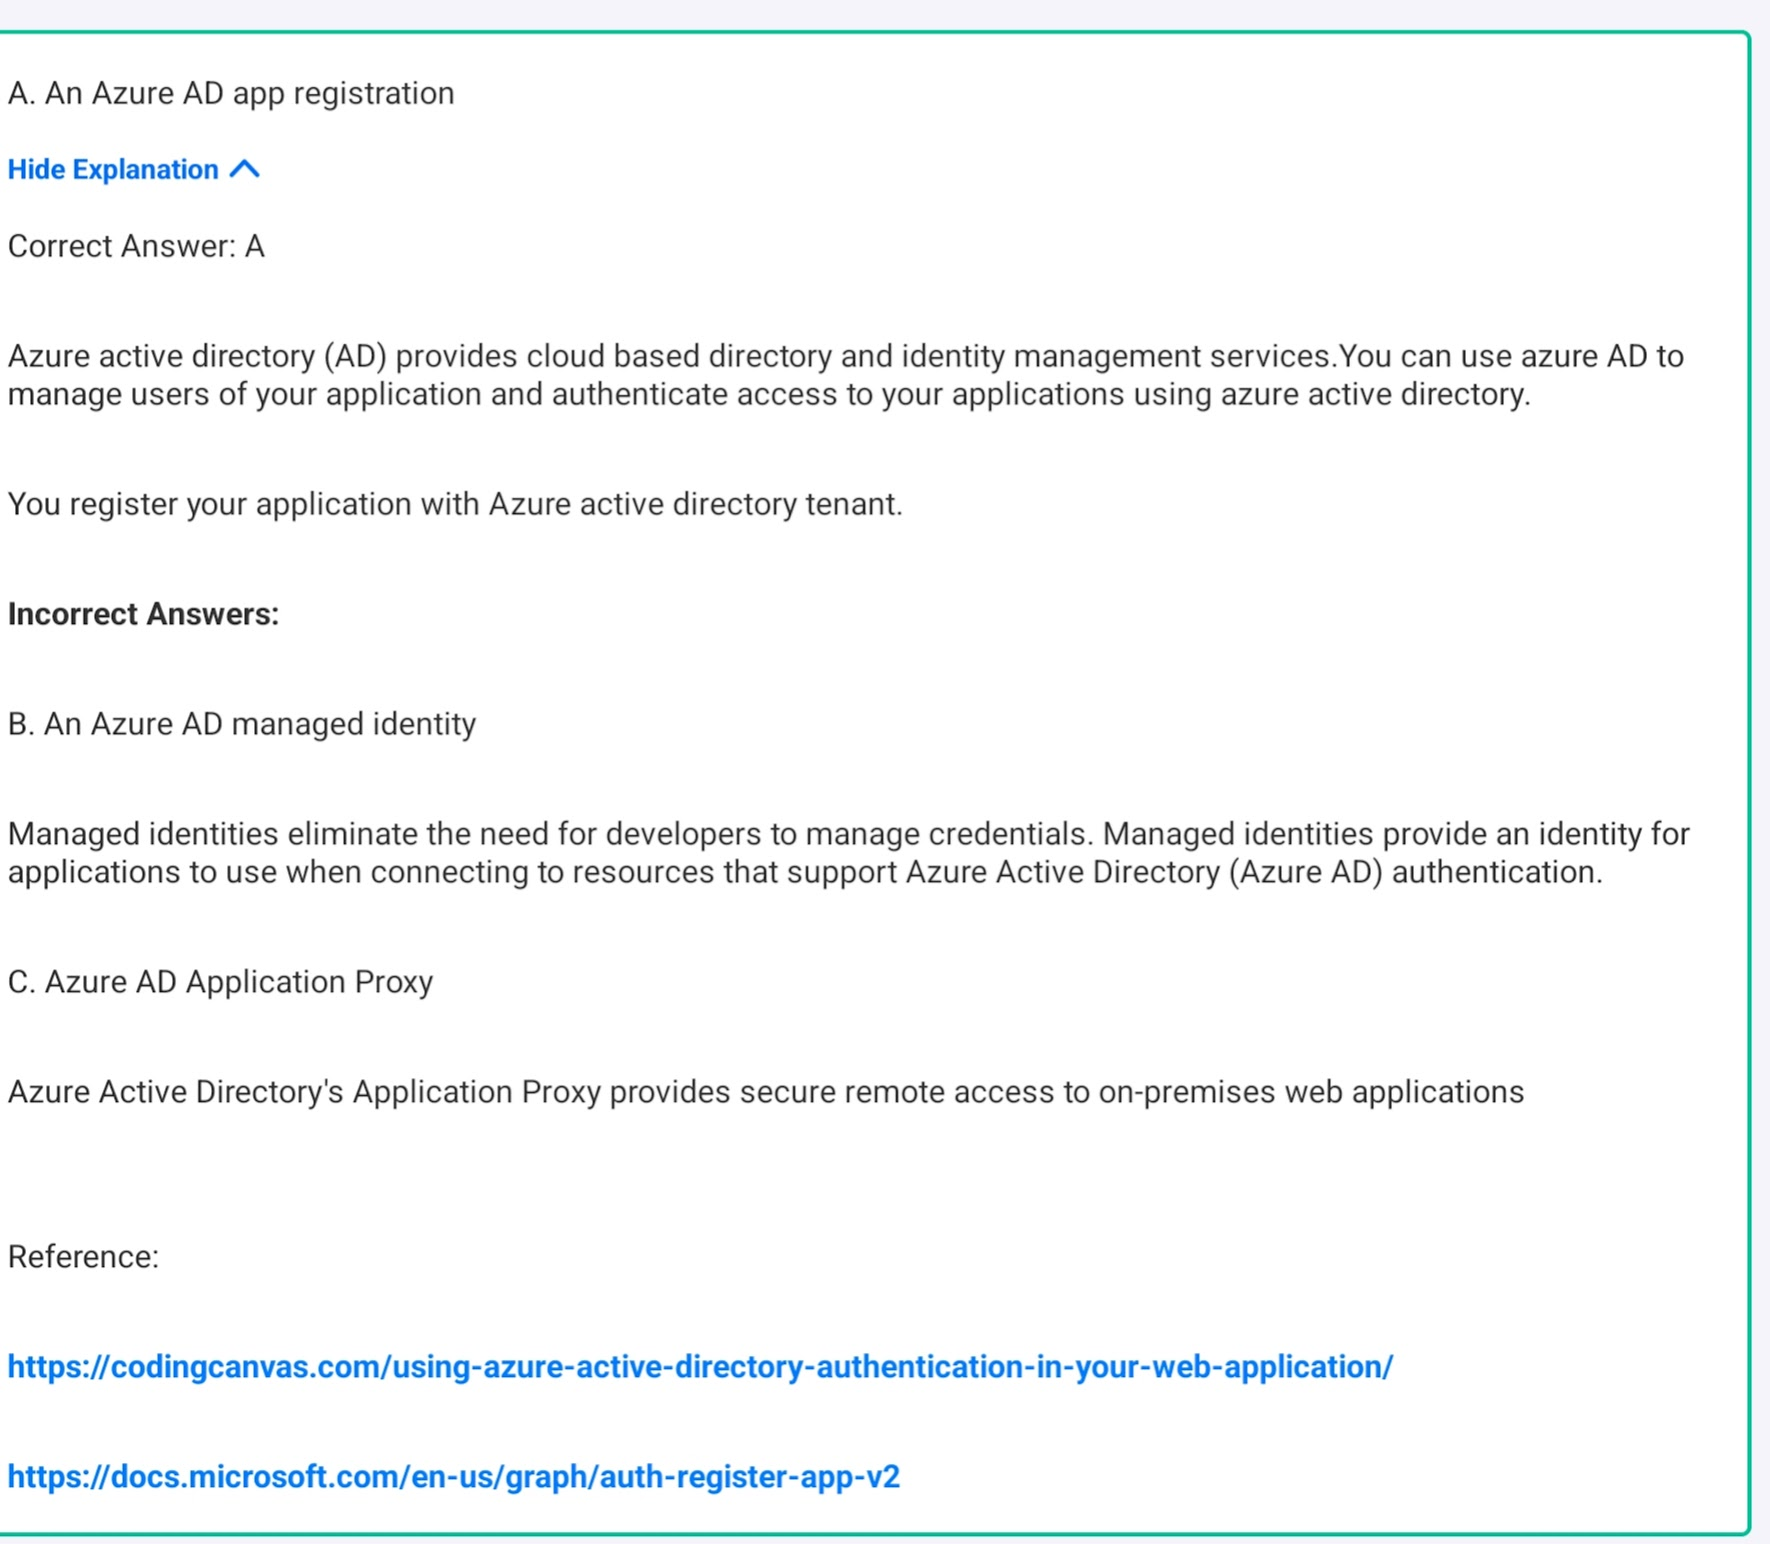 A. An Azure AD app registration
Hide Explanation
Correct Answer: A
Azure active directory (AD) provides cloud based directory and identity management services.You can use azure AD to
manage users of your application and authenticate access to your applications using azure active directory.
You register your application with Azure active directory tenant.
Incorrect Answers:
B. An Azure AD managed identity
Managed identities eliminate the need for developers to manage credentials. Managed identities provide an identity for
applications to use when connecting to resources that support Azure Active Directory (Azure AD) authentication.
C. Azure AD Application Proxy
Azure Active Directory's Application Proxy provides secure remote access to on-premises web applications
Reference:
https://codingcanvas.com/using-azure-active-directory-authentication-in-your-web-application/
https://docs.microsoft.com/en-us/graph/auth-register-app-v2